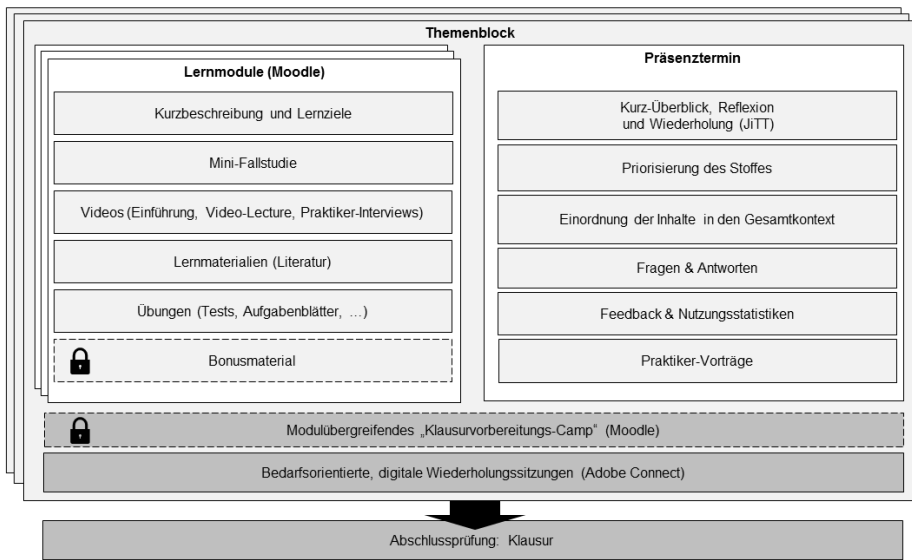 Themenblock
Lernmodule (Moodle)
Kurzbeschreibung und Lernziele
Mini-Fallstudie
Videos (Einführung, Video-Lecture, Praktiker-Interviews)
Lernmaterialien (Literatur)
Übungen (Tests, Aufgabenblätter, …)
Bonusmaterial
Präsenztermin
Kurz-Überblick, Reflexion
und Wiederholung (JiTT)
Priorisierung des Stoffes
Einordnung der Inhalte in den Gesamtkontext
Fragen & Antworten
Feedback & Nutzungsstatistiken
Praktiker-Vorträge
Modulübergreifendes „Klausurvorbereitungs-Camp“ (Moodle)
Bedarfsorientierte, digitale Wiederholungssitzungen (Adobe Connect)
Abschlussprüfung: Klausur